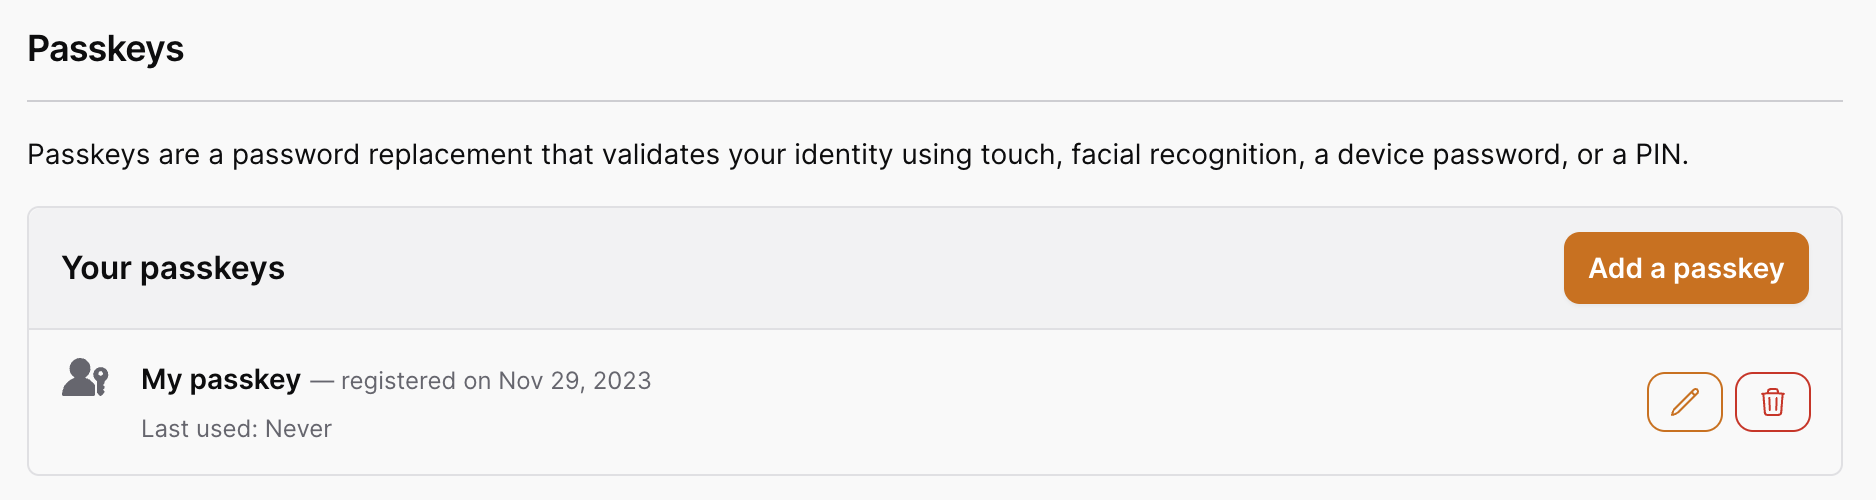 Passkeys
Passkeys are a password replacement that validates your identity using touch, facial recognition, a device password, or a PIN.
Your passkeys
Add a passkey
My passkey — registered on Nov 29, 2023
Last used: Never